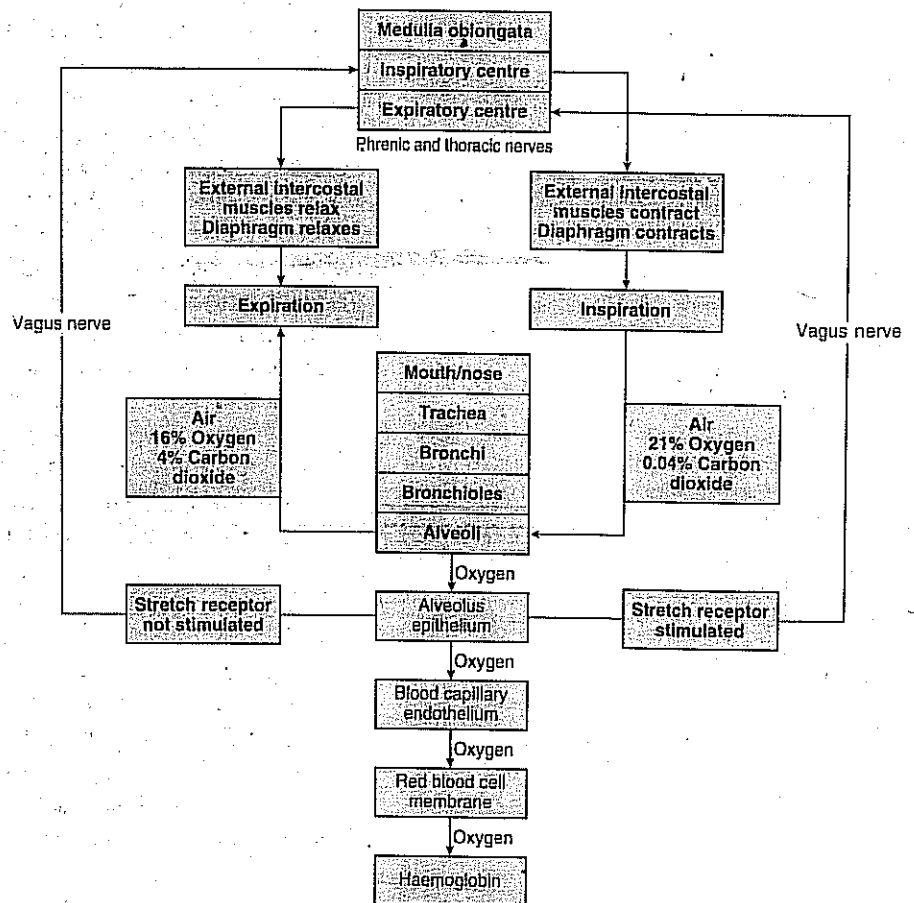 Medulla oblongata
Inspiratory centre
Expiratory centre
Phrenic and thoracic nerves
External Intercostal
muscles relax
Diaphragm relaxes
External Intercostal
muscles contract
Diaphragm contracts
Expiration
Inspiration
Vagus nerve
Vagus nerve
Mouth/nose
Trachea
Bronchi
Bronchioles
Alveoli
Air
16% Oxygen
4% Carbon
dioxide
Air
21% Oxygen
0.04% Carbon
dioxide
Oxygen
Stretch receptor
not stimulated
Alveolus
epithelium
Stretch receptor
stimulated
Oxygen
Blood capillary
endothelium
Oxygen
Red blood cell
membrane
Oxygen
Haemoglobin